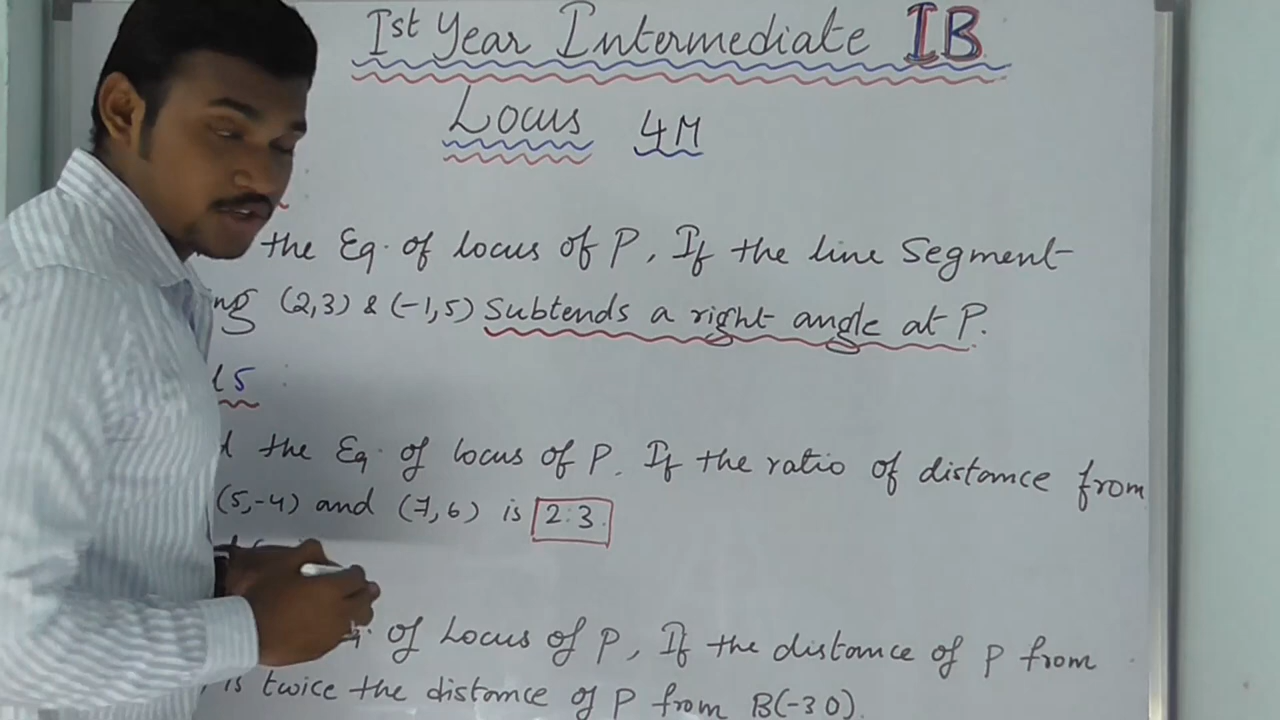 Ist Year Intermediate IB
Locus 4M
the Eq. of locus of P, If the line Segment
(2,3) & (-1,5) Subtends a right angle at P.
5
the Eq. of locus of P. If the ratio of distance from
(5,-4) and (7,6) is 2:3.
of Locus of P, If the distance of P from
is twice the distance of P from B(-3 0).